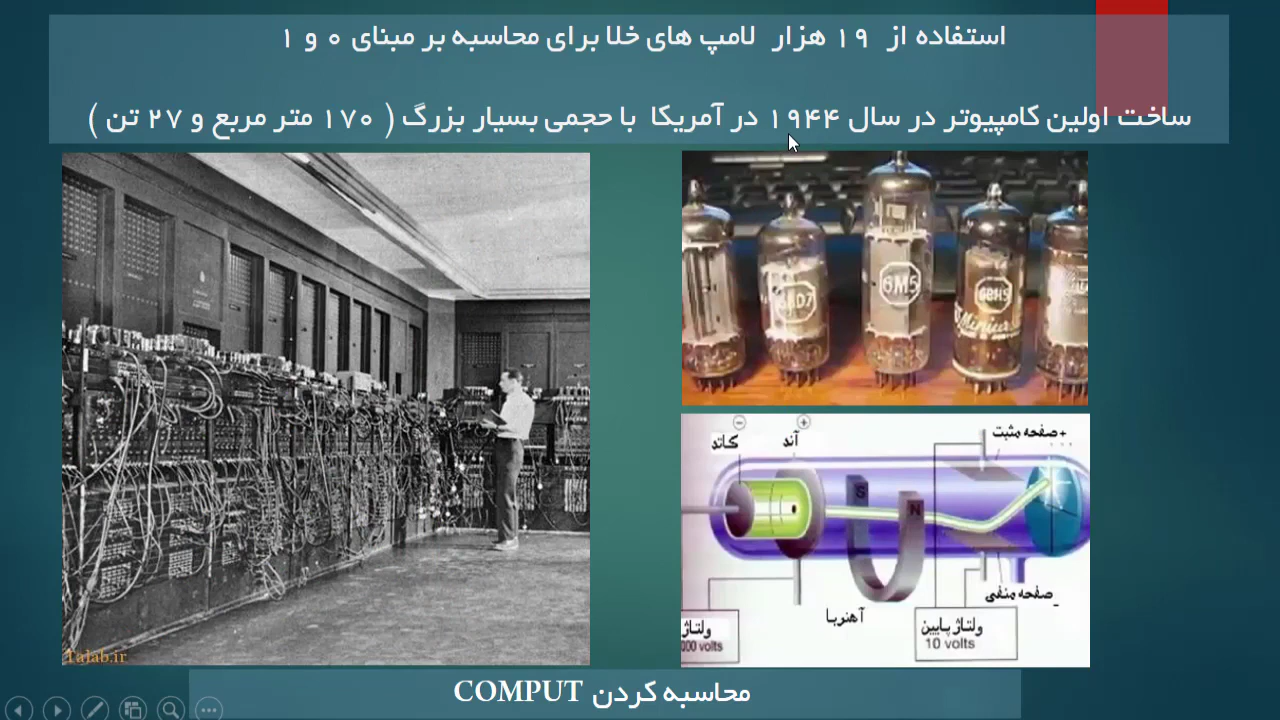 استفاده از ۱۹ هزار لامپ های خلا برای محاسبه بر مبنای ۰ و ۱
ساخت اولین کامپیوتر در سال ۱۹۴۴ در آمریکا با حجمی بسیار بزرگ ( ۱۷۰ متر مربع و ۲۷ تن )
6M5
6BH5
Talab.ir
کاتد
آند
+صفحه مثبت
S
N
صفحه منفی
آهنربا
ولتاژ
000 volts
ولتاژ پایین
10 volts
محاسبه کردن COMPUT